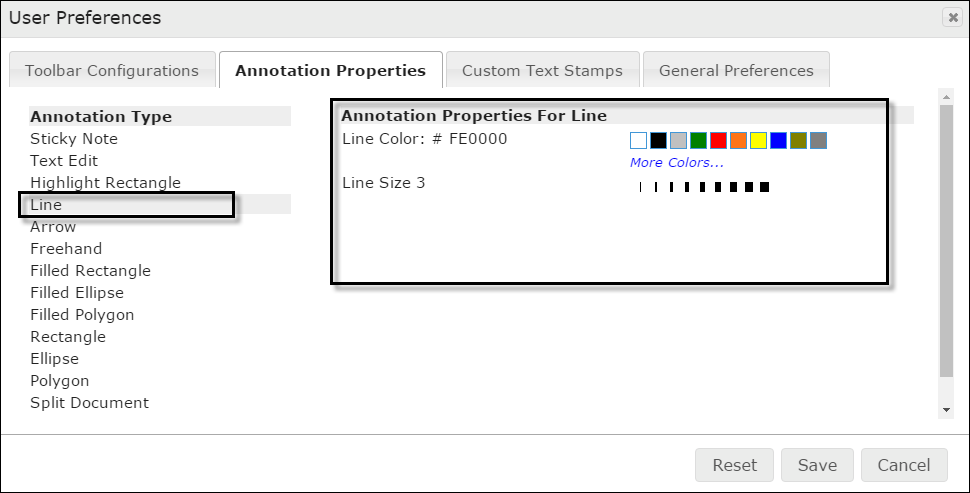 User Preferences
Toolbar Configurations
Annotation Properties
Custom Text Stamps
General Preferences
Annotation Type
Sticky Note
Text Edit
Highlight Rectangle
Line
Arrow
Freehand
Filled Rectangle
Filled Ellipse
Filled Polygon
Rectangle
Ellipse
Polygon
Split Document
Annotation Properties For Line
Line Color: # FE0000
More Colors...
Line Size 3
Reset
Save
Cancel